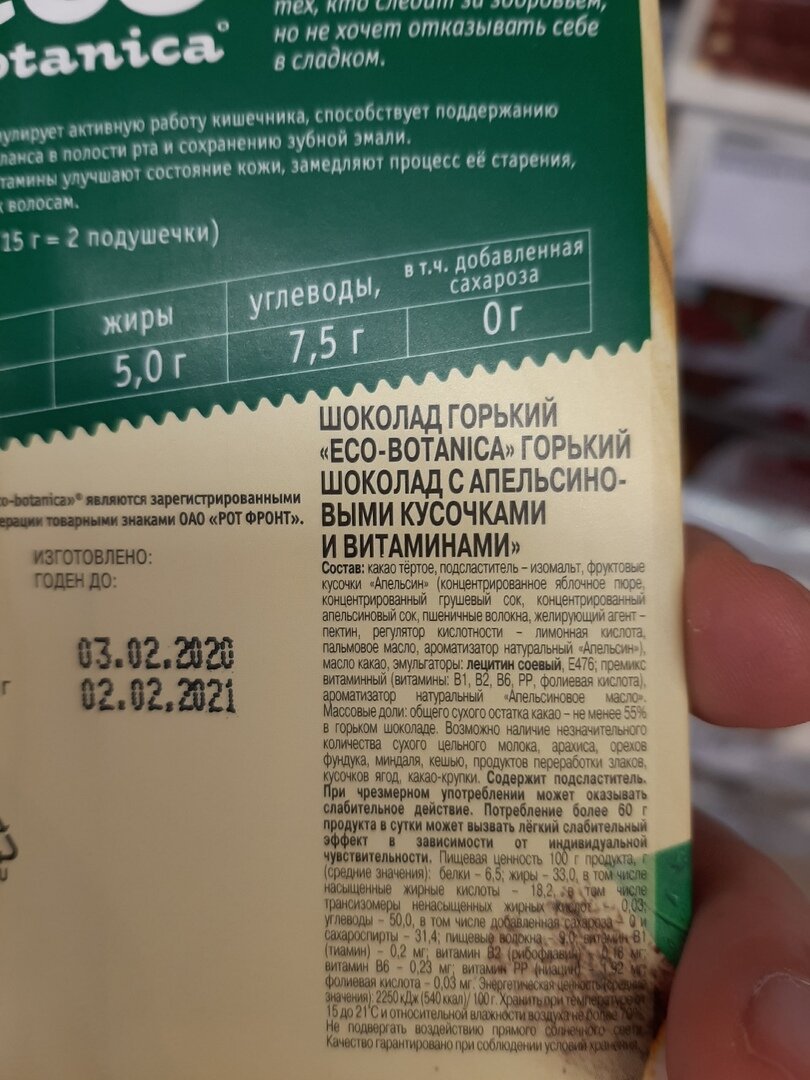 тех, кто следит за здоровьем,
но не хочет отказывать себе
в сладком.
активную работу кишечника, способствует поддержанию
в полости рта и сохранению зубной эмали.
улучшают состояние кожи, замедляют процесс её старения,
волосам.
15 г = 2 подушечки)
жиры
углеводы,
в т.ч. добавленная
сахароза
5,0 г
7,5 г
0 г
являются зарегистрированными
товарными знаками ОАО «РОТ ФРОНТ».
ИЗГОТОВЛЕНО:
ГОДЕН ДО:
03.02.2020
02.02.2021
ШОКОЛАД ГОРЬКИЙ
«ECO-BOTANICA» ГОРЬКИЙ
ШОКОЛАД С АПЕЛЬСИНО-
ВЫМИ КУСОЧКАМИ
И ВИТАМИНАМИ»
Состав: какао тёртое, подсластитель – изомальт, фруктовые
кусочки «Апельсин» (концентрированное яблочное пюре,
концентрированный грушевый сок, концентрированный
апельсиновый сок, пшеничные волокна, желирующий агент –
пектин, регулятор кислотности – лимонная кислота,
пальмовое масло, ароматизатор натуральный «Апельсин»),
масло какао, эмульгаторы: лецитин соевый, Е476; премикс
витаминный (витамины: В1, В2, В6, РР, фолиевая кислота),
ароматизатор натуральный «Апельсиновое масло».
Массовые доли: общего сухого остатка какао – не менее 55%
в горьком шоколаде. Возможно наличие незначительного
количества сухого цельного молока, арахиса, орехов
фундука, миндаля, кешью, продуктов переработки злаков,
кусочков ягод, какао-крупки. Содержит подсластитель.
При чрезмерном употреблении может оказывать
слабительное действие. Потребление более 60 г
продукта в сутки может вызвать лёгкий слабительный
эффект в зависимости от индивидуальной
чувствительности. Пищевая ценность 100 г продукта, г
(средние значения): белки – 6,5; жиры – 33,0, в том числе
насыщенные жирные кислоты – 18,2, в том числе
трансизомеры ненасыщенных жирных кислот – 0,03;
углеводы – 50,0, в том числе добавленная сахароза – 0 и
сахароспирты – 31,4; пищевые волокна – 9,0; витамин В1
(тиамин) – 0,2 мг; витамин В2 (рибофлавин) – 0,16 мг;
витамин В6 – 0,23 мг; витамин РР (ниацин) – 1,92 мг;
фолиевая кислота – 0,03 мг. Энергетическая ценность (средние
значения): 2250 кДж (540 ккал)/ 100 г. Хранить при температуре от
15 до 21°С и относительной влажности воздуха не более 70%.
Не подвергать воздействию прямого солнечного света.
Качество гарантировано при соблюдении условий хранения.